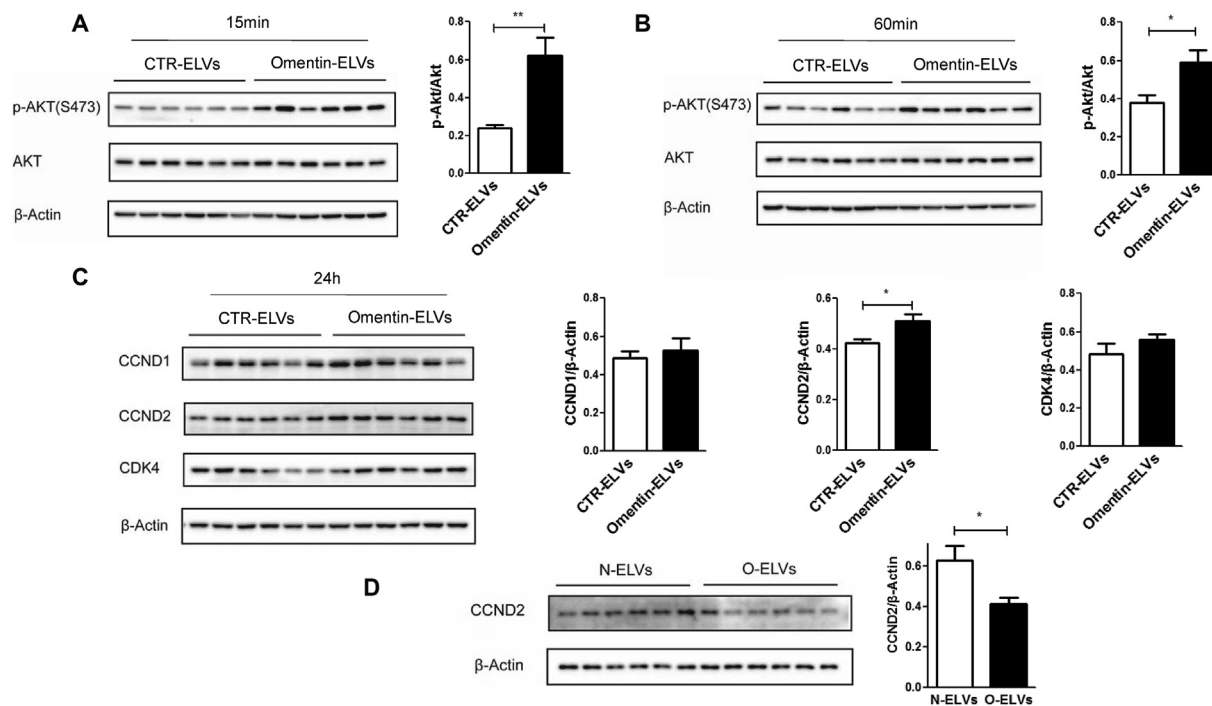 A
15min
CTR-ELVs Omentin-ELVs
p-AKT(S473)
AKT
β-Actin
p-Akt/Akt
0.8
0.6
0.4
0.2
0.0
**
CTR-ELVs
Omentin-ELVs
B
60min
CTR-ELVs Omentin-ELVs
p-AKT(S473)
AKT
β-Actin
p-Akt/Akt
0.8
0.6
0.4
0.2
0.0
*
CTR-ELVs
Omentin-ELVs
C
24h
CTR-ELVs Omentin-ELVs
CCND1
CCND2
CDK4
β-Actin
CCND1/β-Actin
0.8
0.6
0.4
0.2
0.0
CTR-ELVs
Omentin-ELVs
CCND2/β-Actin
0.6
0.4
0.2
0.0
*
CTR-ELVs
Omentin-ELVs
CDK4/β-Actin
0.8
0.6
0.4
0.2
0.0
CTR-ELVs
Omentin-ELVs
D
N-ELVs O-ELVs
CCND2
β-Actin
CCND2/β-Actin
0.6
0.4
0.2
0.0
*
N-ELVs O-ELVs